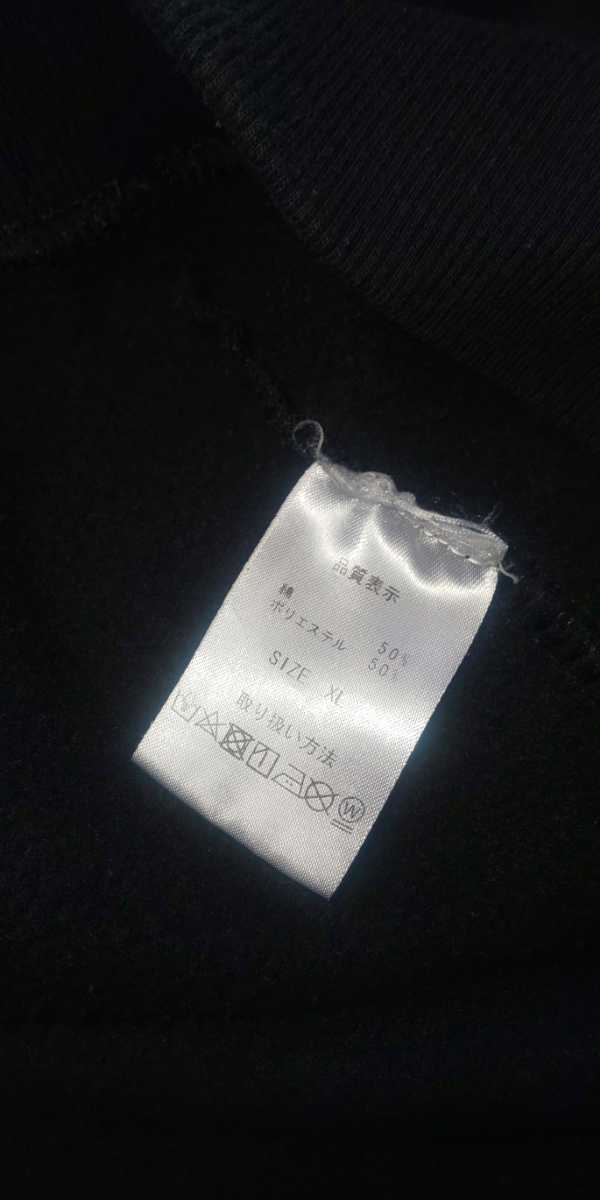 品質表示
綿 50%
ポリエステル 50%
SIZE XL
取り扱い方法
W